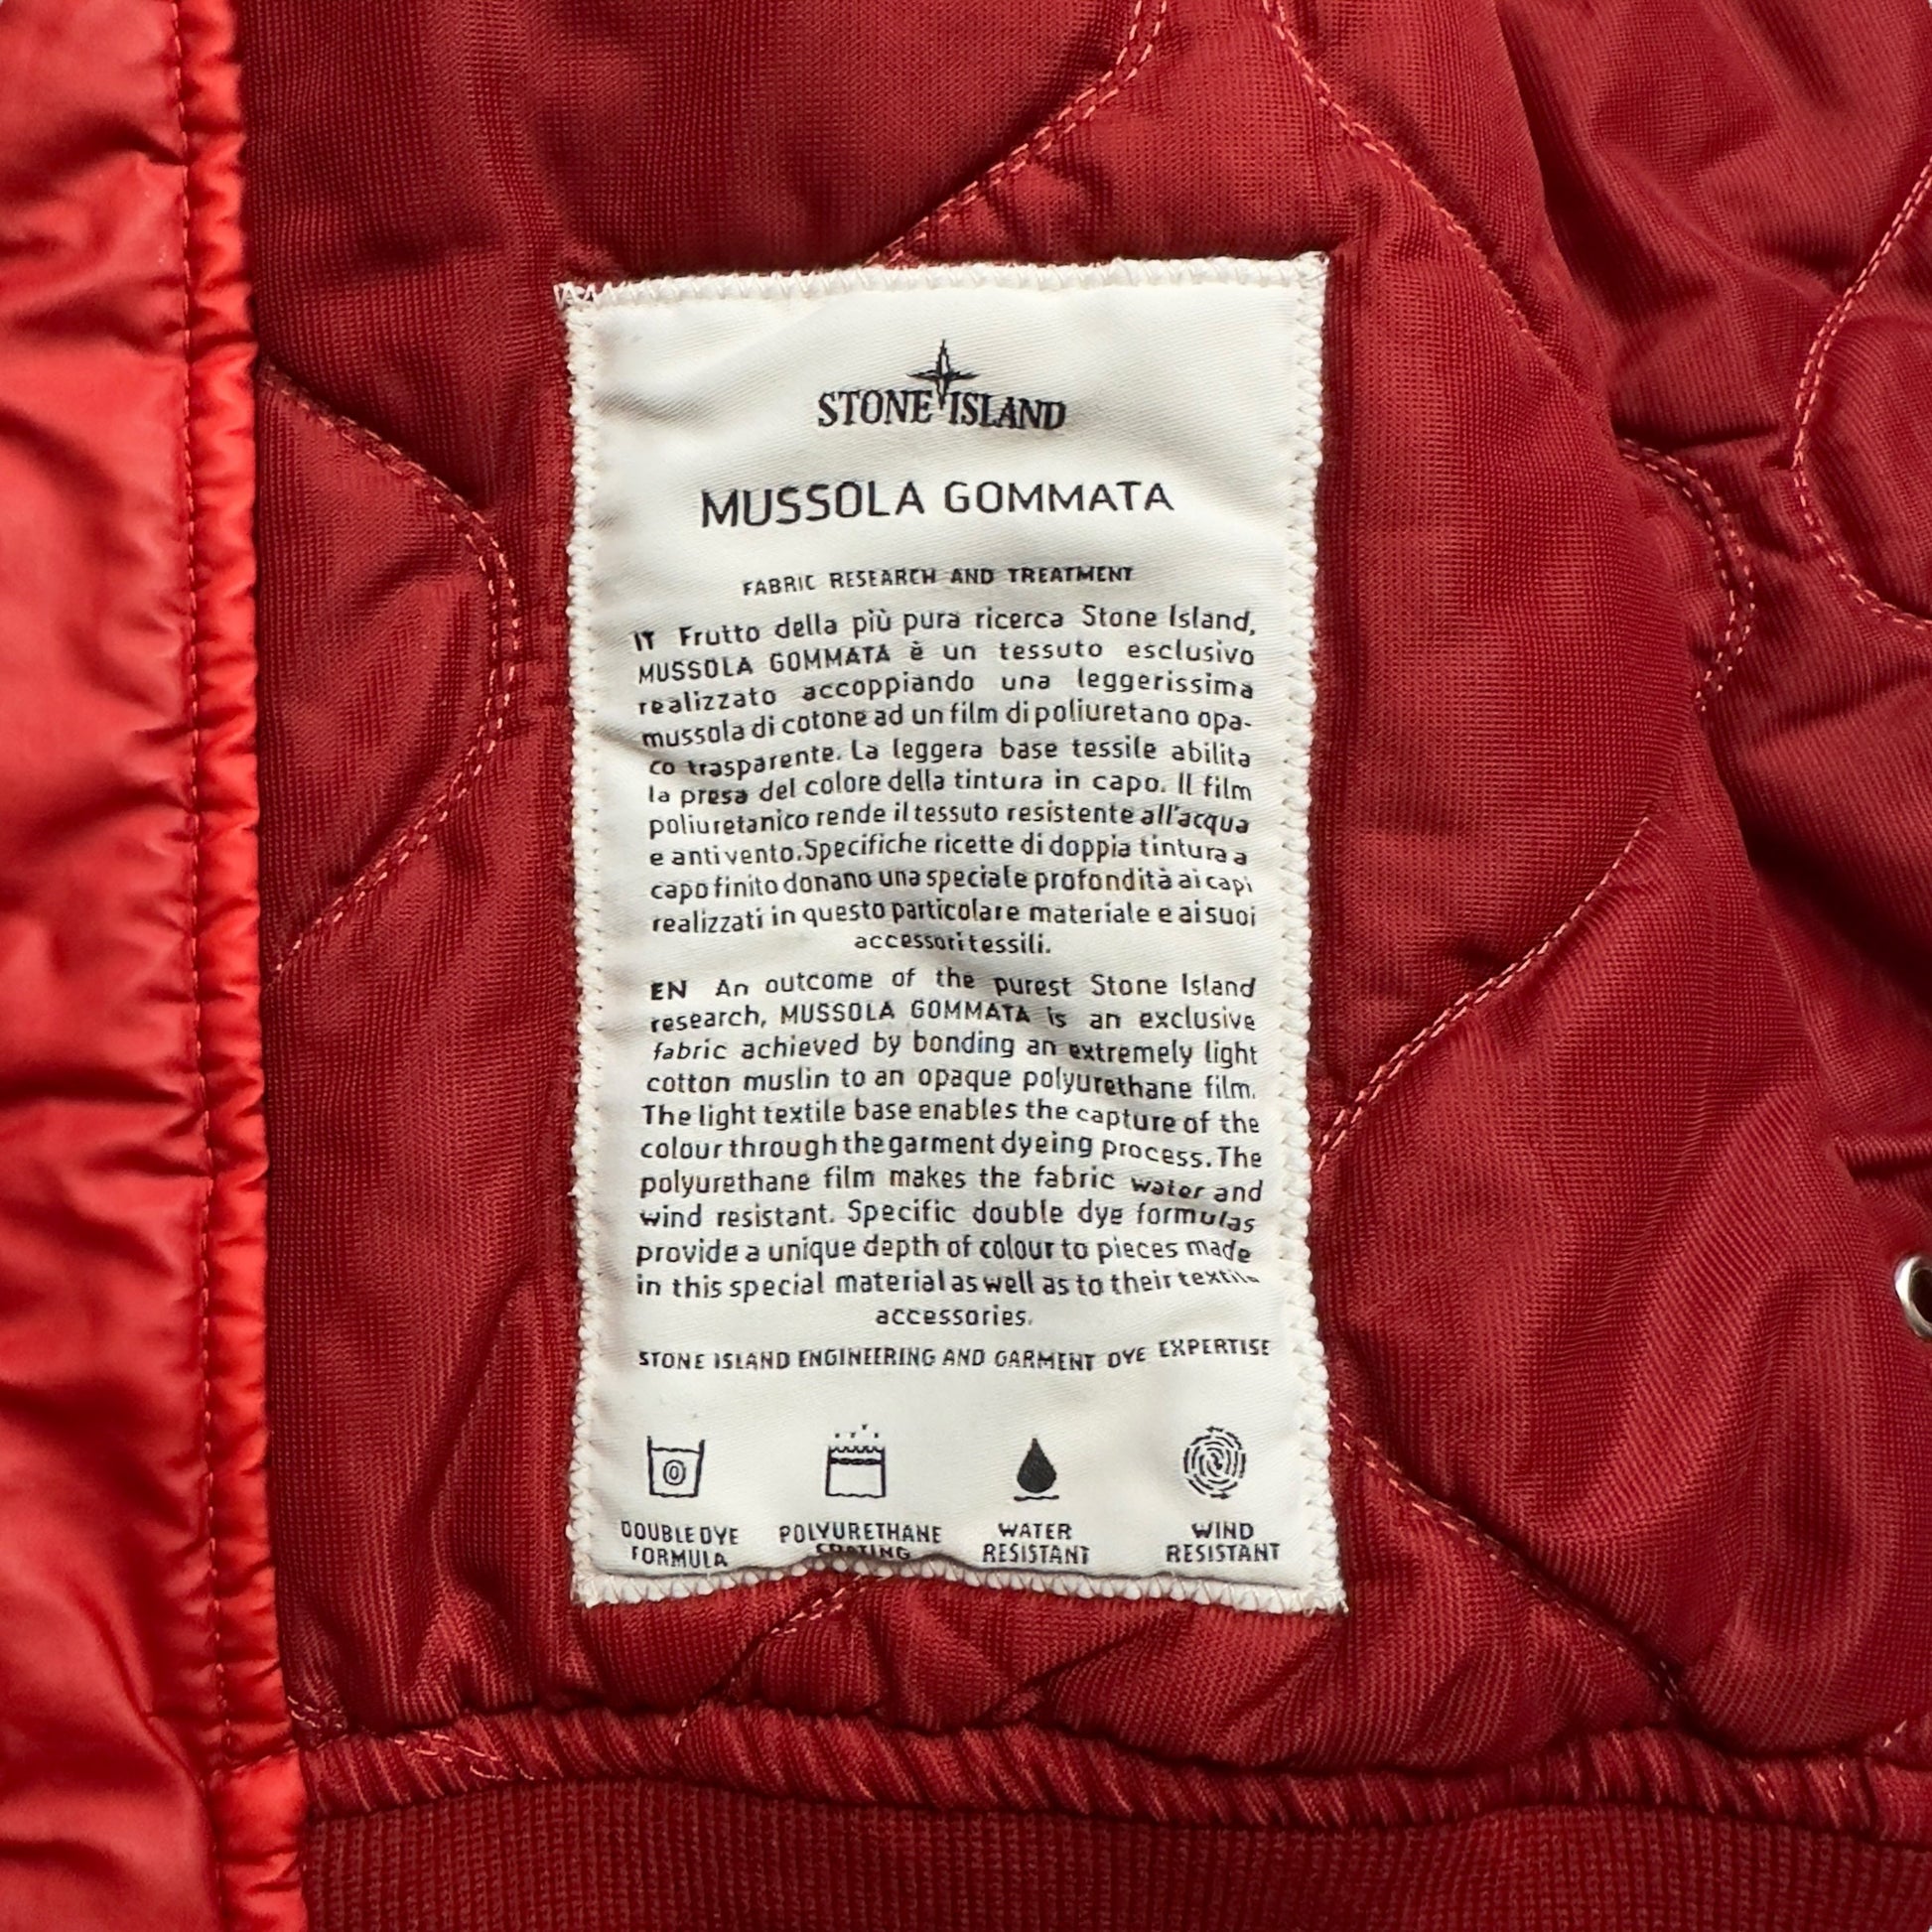 STONE ISLAND
MUSSOLA GOMMATA
FABRIC RESEARCH AND TREATMENT
IT Frutto della più pura ricerca Stone Island,
MUSSOLA GOMMATA è un tessuto esclusivo
realizzato accoppiando una leggerissima
mussola di cotone ad un film di poliuretano opa-
co trasparente. La leggera base tessile abilita
la presa del colore della tintura in capo. Il film
poliuretanico rende il tessuto resistente all'acqua
e antivento. Specifiche ricette di doppia tintura a
capo finito donano una speciale profondità ai capi
realizzati in questo particolare materiale e ai suoi
accessori tessili.
EN An outcome of the purest Stone Island
research, MUSSOLA GOMMATA is an exclusive
fabric achieved by bonding an extremely light
cotton muslin to an opaque polyurethane film.
The light textile base enables the capture of the
colour through the garment dyeing process. The
polyurethane film makes the fabric water and
wind resistant. Specific double dye formulas
provide a unique depth of colour to pieces made
in this special material as well as to their textile
accessories.
STONE ISLAND ENGINEERING AND GARMENT DYE EXPERTISE
DOUBLE DYE POLYURETHANE WATER WIND
FORMULA COATING RESISTANT RESISTANT